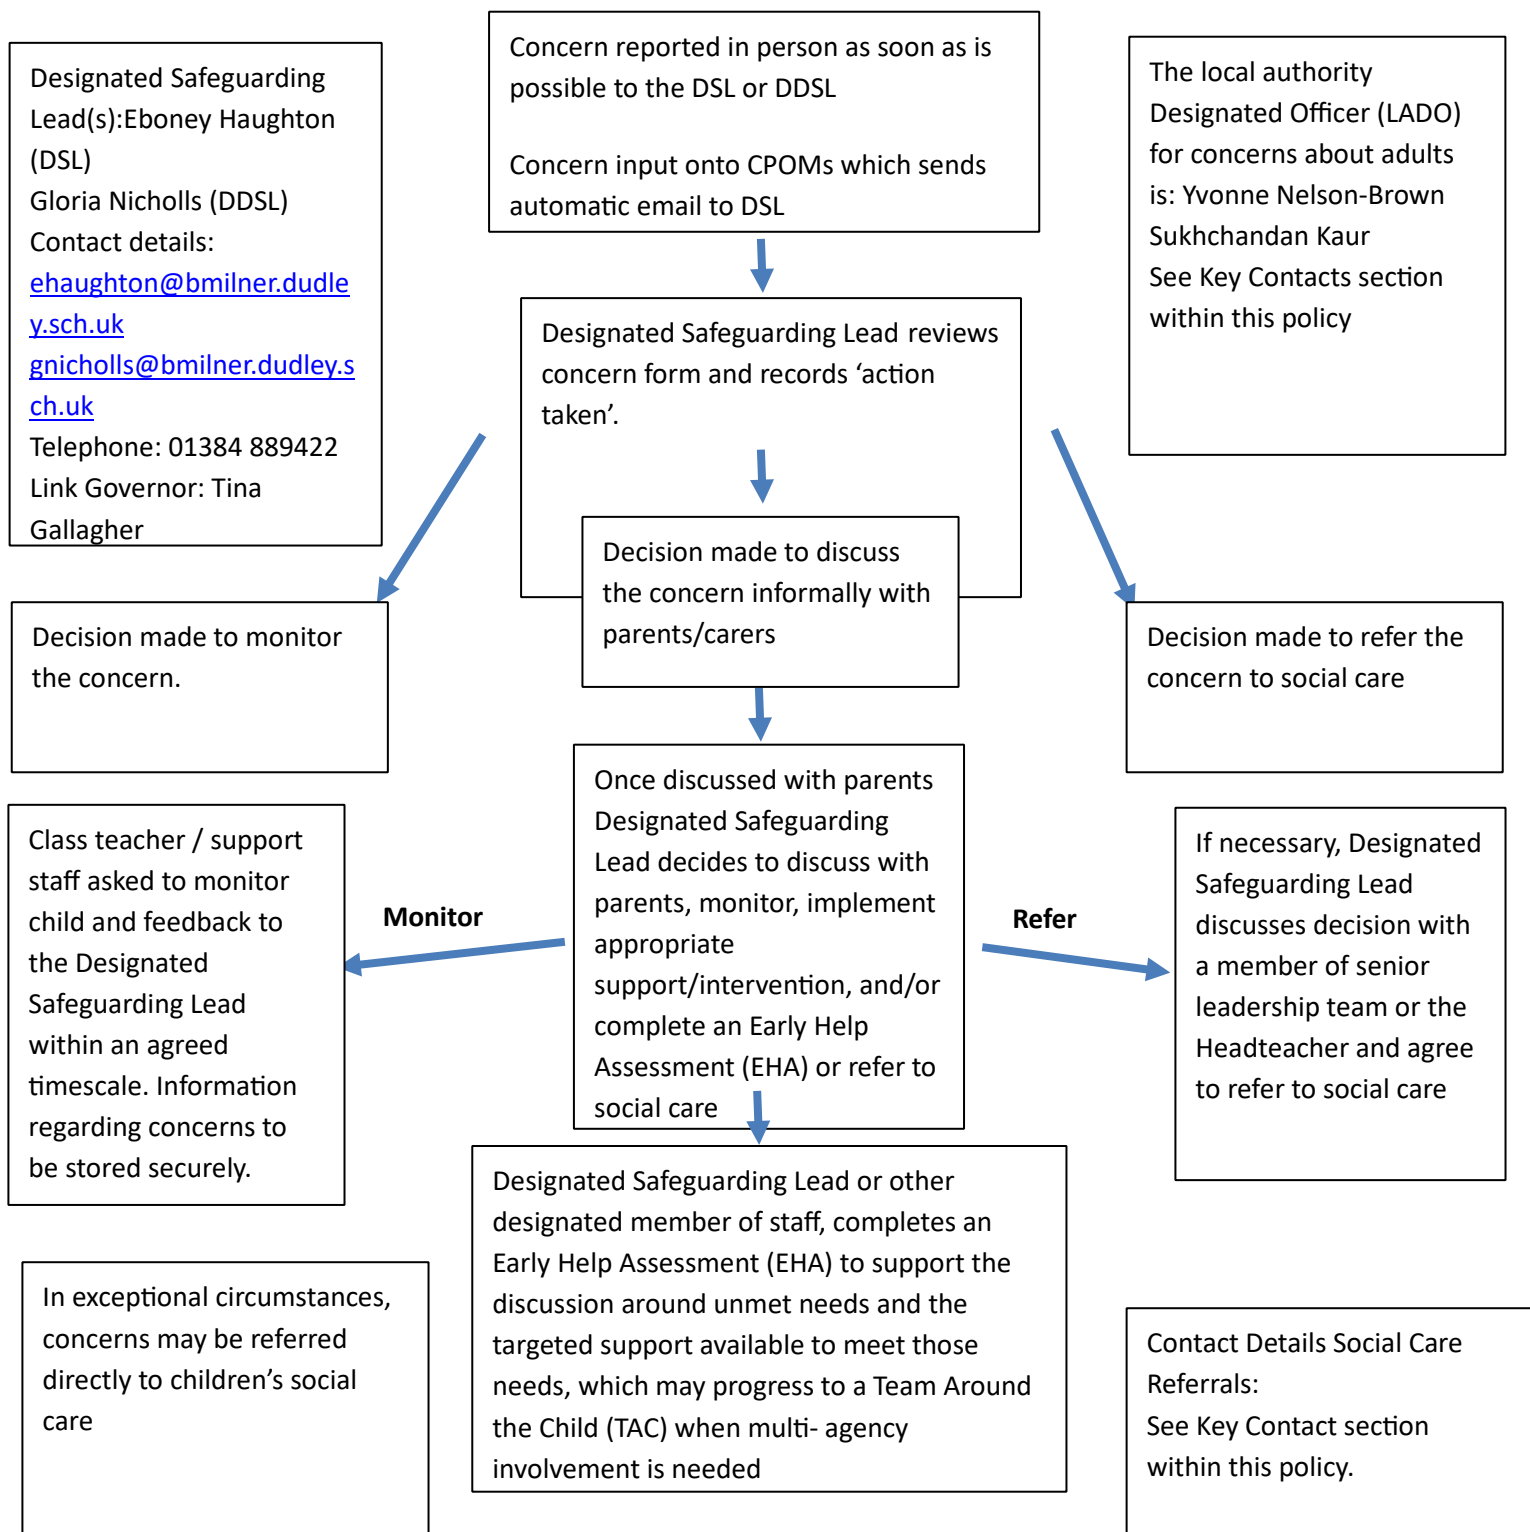 Designated Safeguarding
Lead(s):Eboney Haughton
(DSL)
Gloria Nicholls (DDSL)
Contact details:
ehaughton@bmilner.dudle
y.sch.uk
gnicholls@bmilner.dudley.s
ch.uk
Telephone: 01384 889422
Link Governor: Tina
Gallagher
Concern reported in person as soon as is
possible to the DSL or DDSL
Concern input onto CPOMs which sends
automatic email to DSL
The local authority
Designated Officer (LADO)
for concerns about adults
is: Yvonne Nelson-Brown
Sukhchandan Kaur
See Key Contacts section
within this policy
Designated Safeguarding Lead reviews
concern form and records ‘action
taken’.
Decision made to discuss
the concern informally with
parents/carers
Decision made to monitor
the concern.
Decision made to refer the
concern to social care
Class teacher / support
staff asked to monitor
child and feedback to
the Designated
Safeguarding Lead
within an agreed
timescale. Information
regarding concerns to
be stored securely.
Monitor
Once discussed with parents
Designated Safeguarding
Lead decides to discuss with
parents, monitor, implement
appropriate
support/intervention, and/or
complete an Early Help
Assessment (EHA) or refer to
social care
Refer
If necessary, Designated
Safeguarding Lead
discusses decision with
a member of senior
leadership team or the
Headteacher and agree
to refer to social care
Designated Safeguarding Lead or other
designated member of staff, completes an
Early Help Assessment (EHA) to support the
discussion around unmet needs and the
targeted support available to meet those
needs, which may progress to a Team Around
the Child (TAC) when multi- agency
involvement is needed
In exceptional circumstances,
concerns may be referred
directly to children’s social
care
Contact Details Social Care
Referrals:
See Key Contact section
within this policy.